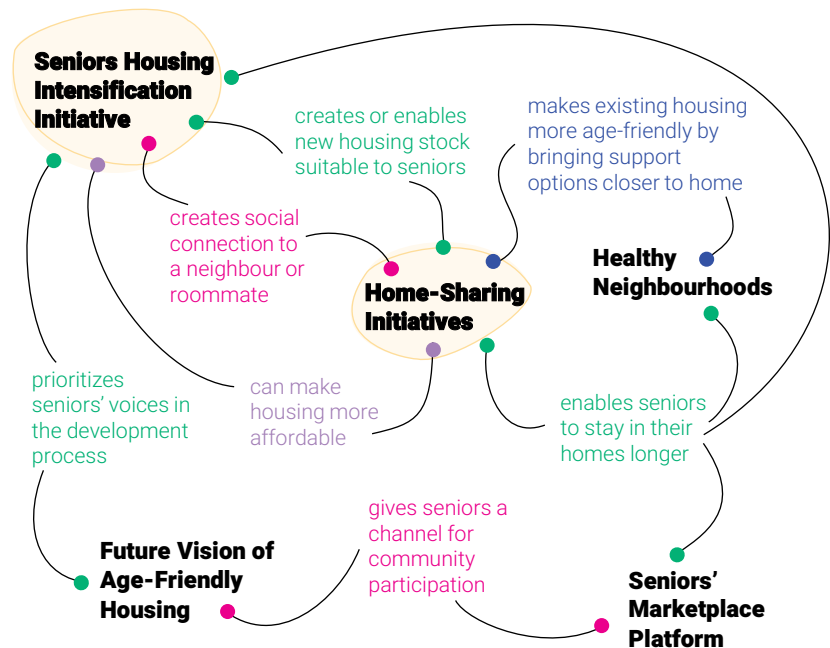 Seniors Housing
Intensification
Initiative
creates or enables
new housing stock
suitable to seniors
makes existing housing
more age-friendly by
bringing support
options closer to home
creates social
connection to
a neighbour or
roommate
Healthy
Neighbourhoods
Home-Sharing
Initiatives
prioritizes
seniors’ voices in
the development
process
can make
housing more
affordable
enables seniors
to stay in their
homes longer
gives seniors a
channel for
community
participation
Future Vision of
Age-Friendly
Housing
Seniors’
Marketplace
Platform